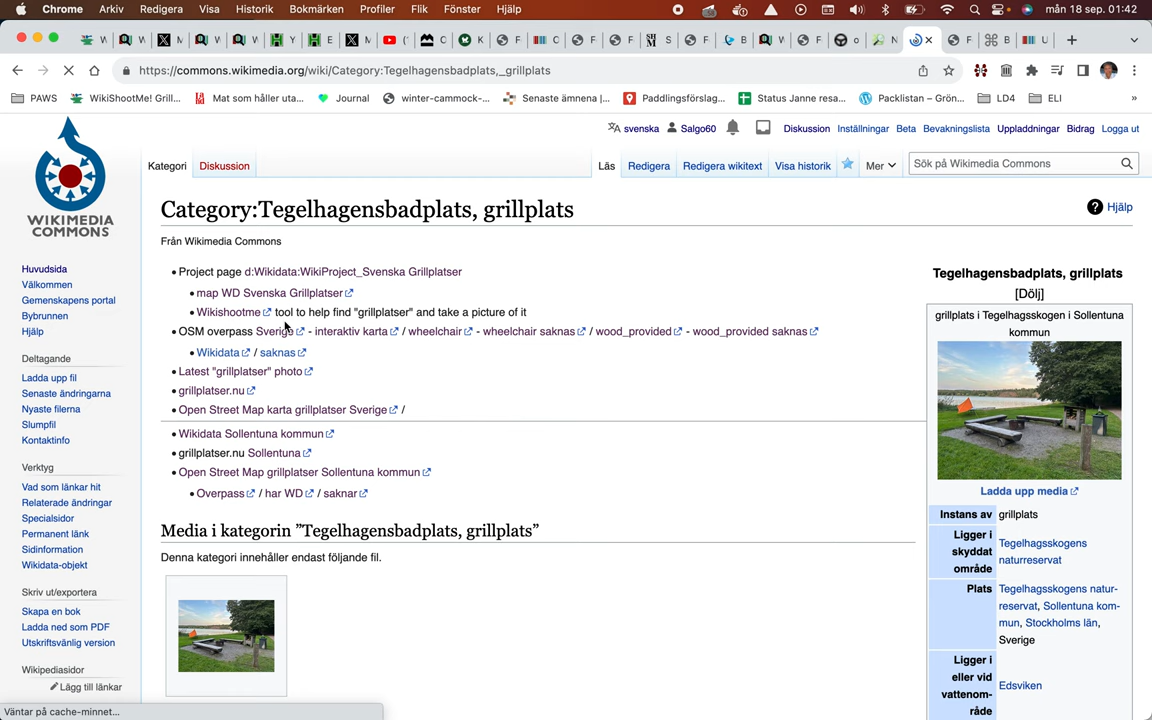 Chrome Arkiv Redigera Visa Historik Bokmärken Profiler Flik Fönster Hjälp mån 18 sep. 01:42
https://commons.wikimedia.org/wiki/Category:Tegelhagensbadplats,_grillplats
PAWS WikiShootMe! Gril... Mat som håller uta... Journal winter-cammock-... Senaste ämnena |... Paddlingsförslag... Status Janne resa... Packlistan – Grön... LD4 ELI »
svenska Salgo60 Diskussion Inställningar Beta Bevakningslista Uppladdningar Bidrag Logga ut
Kategori Diskussion Läs Redigera Redigera wikitext Visa historik Mer Sök på Wikimedia Commons
WIKIMEDIA
COMMONS
Category:Tegelhagensbadplats, grillplats
Hjälp
Från Wikimedia Commons
Project page d:Wikidata:WikiProject_Svenska Grillplatser
map WD Svenska Grillplatser
Wikishootme tool to help find "grillplatser" and take a picture of it
OSM overpass Sverige - interaktiv karta / wheelchair - wheelchair saknas / wood_provided - wood_provided saknas
Wikidata / saknas
Latest "grillplatser" photo
grillplatser.nu
Open Street Map karta grillplatser Sverige /
Wikidata Sollentuna kommun
grillplatser.nu Sollentuna
Open Street Map grillplatser Sollentuna kommun
Overpass / har WD / saknar
Media i kategorin ”Tegelhagensbadplats, grillplats”
Denna kategori innehåller endast följande fil.
Huvudsida
Välkommen
Gemenskapens portal
Bybrunnen
Hjälp
Deltagande
Ladda upp fil
Senaste ändringarna
Nyaste filerna
Slumpfil
Kontaktinfo
Verktyg
Vad som länkar hit
Relaterade ändringar
Specialsidor
Permanent länk
Sidinformation
Wikidata-objekt
Skriv ut/exportera
Skapa en bok
Ladda ned som PDF
Utskriftsvänlig version
Wikipediasidor
Lägg till länkar
Väntar på cache-minnet...
Tegelhagensbadplats, grillplats
[Dölj]
grillplats i Tegelhagsskogen i Sollentuna
kommun
Ladda upp media
Instans av grillplats
Ligger i
skyddat
område
Tegelhagsskogens
naturreservat
Plats Tegelhagsskogens natur-
reservat, Sollentuna kom-
mun, Stockholms län,
Sverige
Ligger i
eller vid
vattenom-
råde
Edsviken